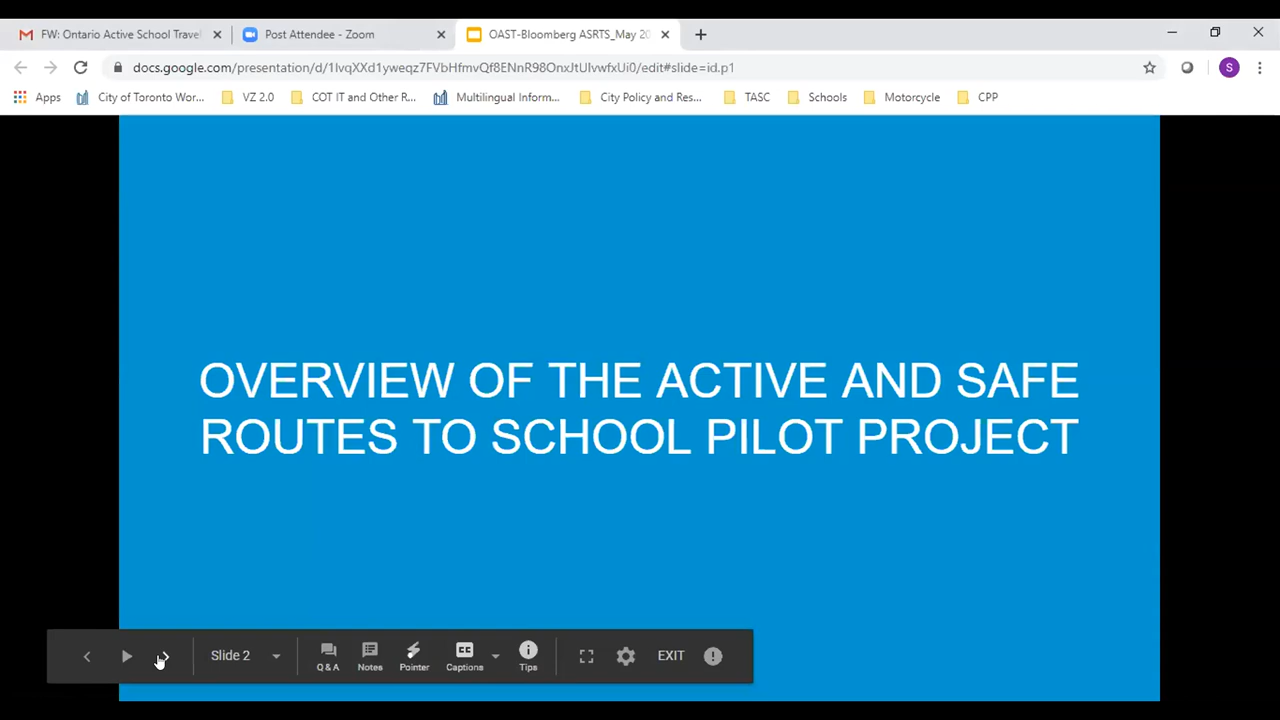 FW: Ontario Active School Travel
Post Attendee - Zoom
OAST-Bloomberg ASRTS_May 20
docs.google.com/presentation/d/1IvqXXd1yweqz7FVbHfmvQf8ENnR98OnxJtUIvwfxUi0/edit#slide=id.p1
S
Apps
City of Toronto Wor...
VZ 2.0
COT IT and Other R...
Multilingual Inform...
City Policy and Res...
TASC
Schools
Motorcycle
CPP
OVERVIEW OF THE ACTIVE AND SAFE
ROUTES TO SCHOOL PILOT PROJECT
Slide 2
Q & A
Notes
Pointer
CC
Captions
Tips
EXIT